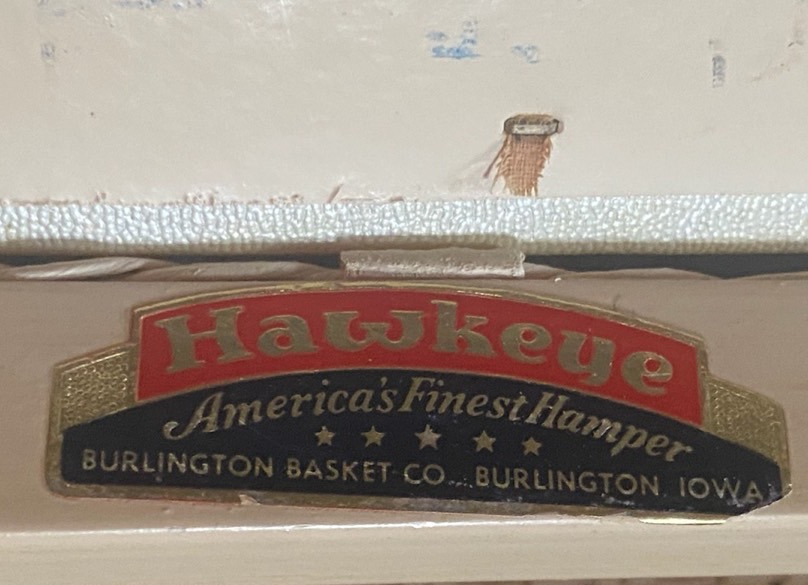 Hawkeye
America's Finest Hamper
BURLINGTON BASKET CO... BURLINGTON IOWA